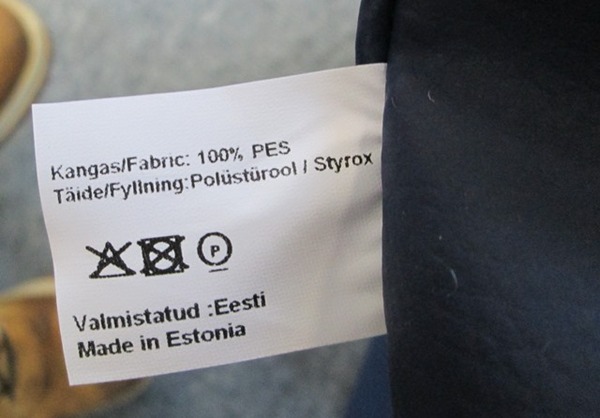 Kangas/Fabric: 100% PES
Täide/Fyllning:Polüstürool / Styrox
P
Valmistatud :Eesti
Made in Estonia